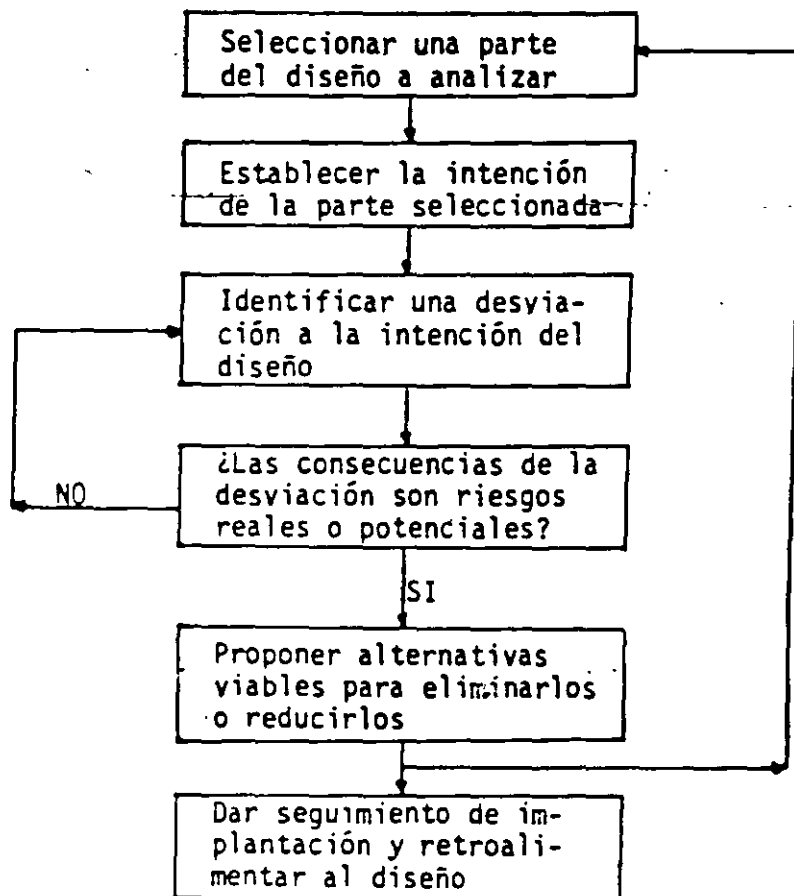 Seleccionar una parte
del diseño a analizar
Establecer la intención
de la parte seleccionada
Identificar una desvia-
ción a la intención del
diseño
¿Las consecuencias de la
desviación son riesgos
reales o potenciales?
NO
SI
Proponer alternativas
viables para eliminarlos
o reducirlos
Dar seguimiento de im-
plantación y retroali-
mentar al diseño